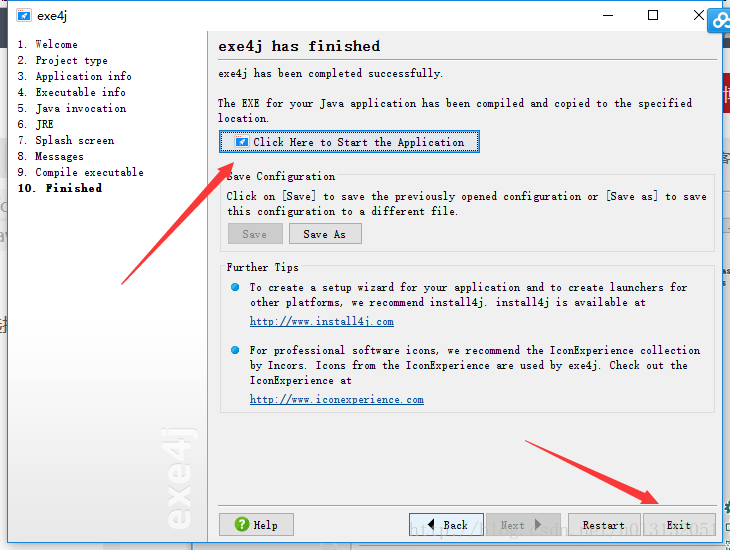 exe4j
1. Welcome
2. Project type
3. Application info
4. Executable info
5. Java invocation
6. JRE
7. Splash screen
8. Messages
9. Compile executable
10. Finished
exe4j
exe4j has finished
exe4j has been completed successfully.
The EXE for your Java application has been compiled and copied to the specified
location.
Click Here to Start the Application
Save Configuration
Click on [Save] to save the previously opened configuration or [Save as] to save
this configuration to a different file.
Save
Save As
Further Tips
To create a setup wizard for your application and to create launchers for
other platforms, we recommend install4j. install4j is available at
http://www.install4j.com
For professional software icons, we recommend the IconExperience collection
by Incors. Icons from the IconExperience are used by exe4j. Check out the
IconExperience at
http://www.iconexperience.com
Help
Back
Next
Restart
Exit